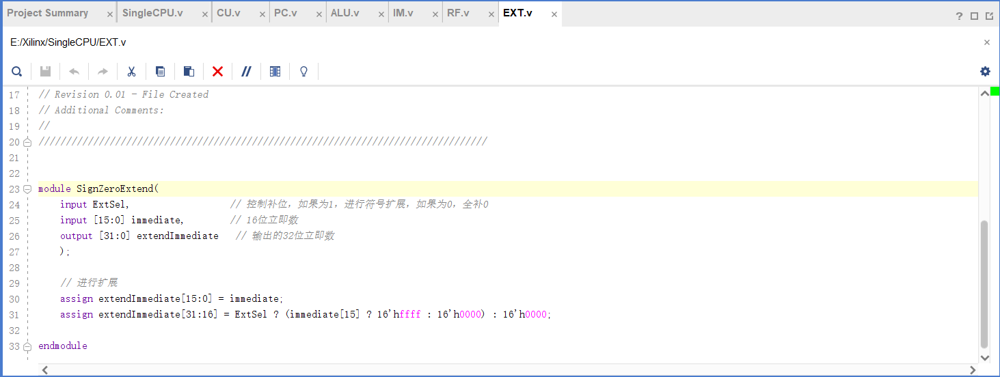 Project Summary × SingleCPU.v × CU.v × PC.v × ALU.v × IM.v × RF.v × EXT.v ×
?
E:/Xilinx/SingleCPU/EXT.v ×
17 // Revision 0.01 - File Created
18 // Additional Comments:
19 //
20 //////////////////////////////////////////////////////////////////////////////////
21
22
23 module SignZeroExtend(
24     input ExtSel,                  // 控制补位，如果为1，进行符号扩展，如果为0，全补0
25     input [15:0] immediate,        // 16位立即数
26     output [31:0] extendImmediate   // 输出的32位立即数
27     );
28
29     // 进行扩展
30     assign extendImmediate[15:0] = immediate;
31     assign extendImmediate[31:16] = ExtSel ? (immediate[15] ? 16'hffff : 16'h0000) : 16'h0000;
32
33 endmodule